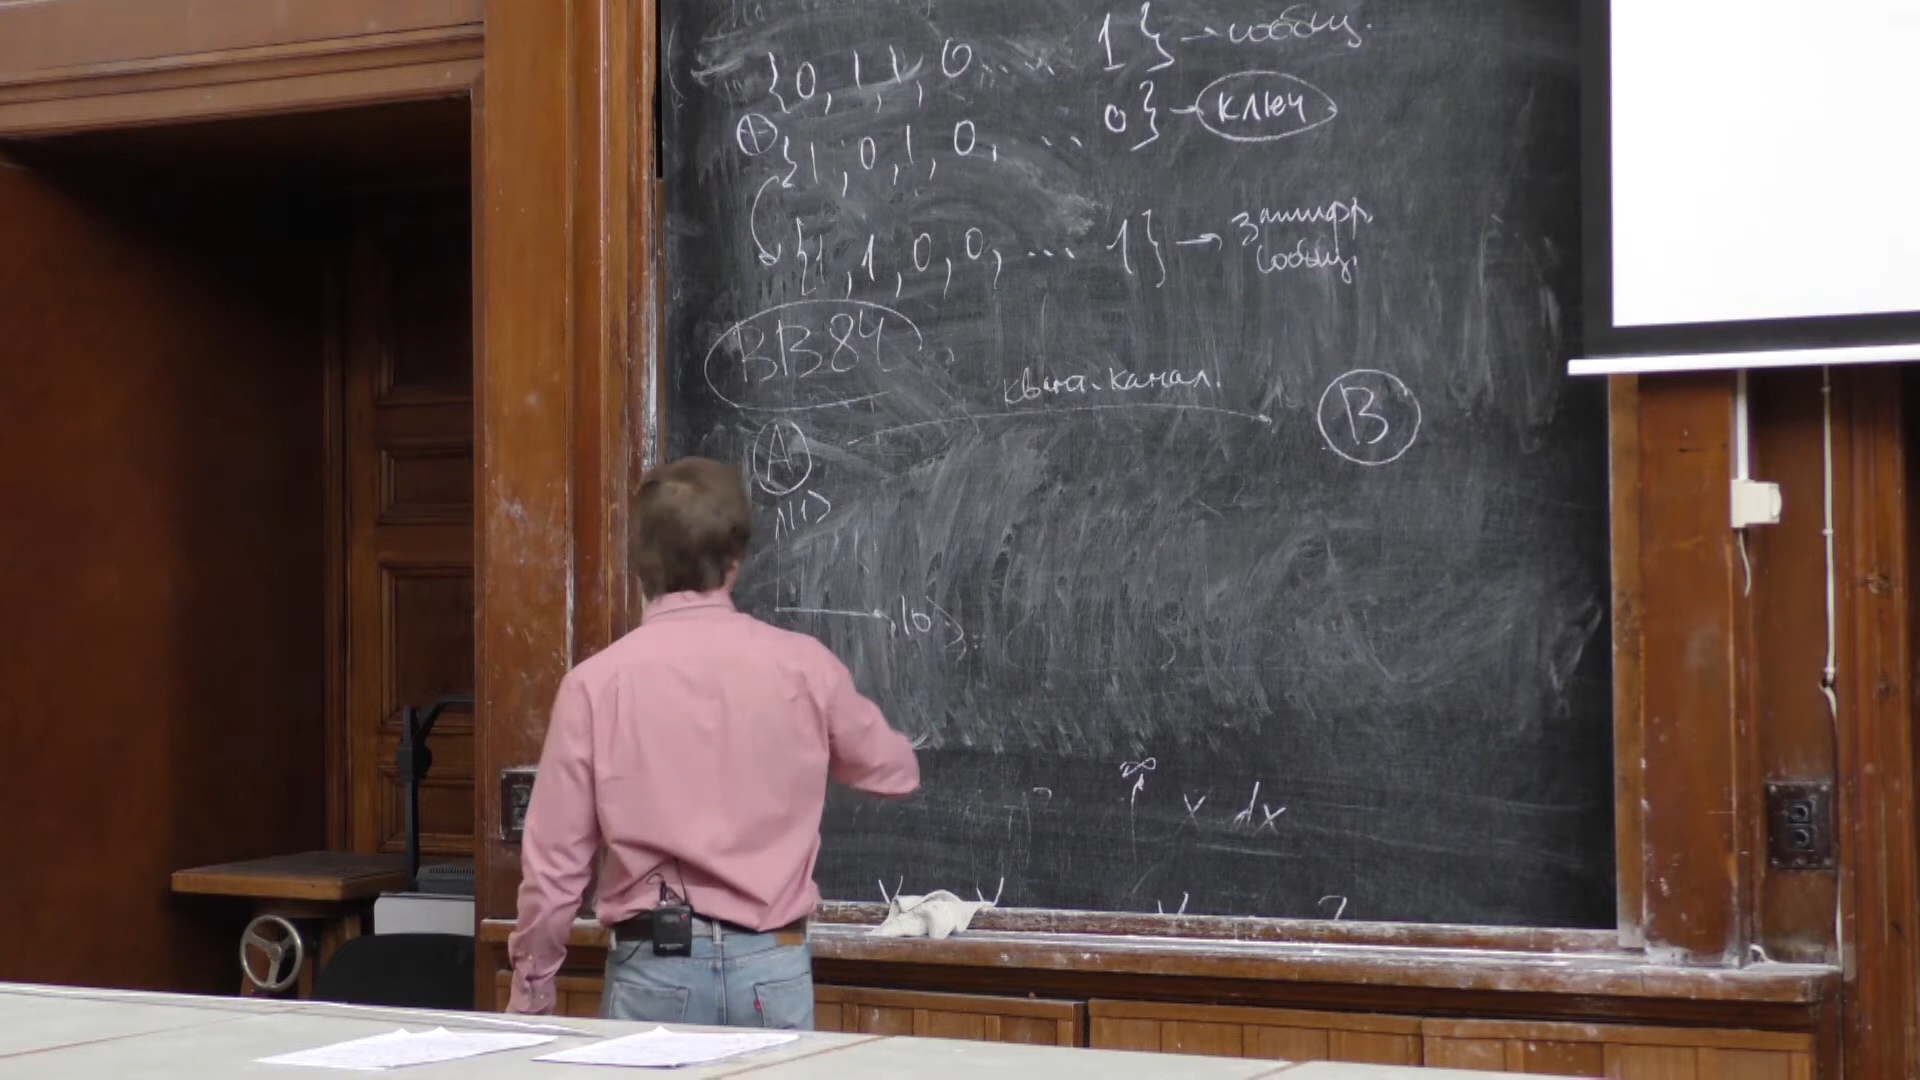 {0, 1, 1, 0, ... 1} → сообщ.
⊕ {1, 0, 1, 0, ... 0} → ключ
{1, 1, 0, 0, ... 1} → зашифр.
сообщ.
BB84
квант. канал.
A
B
|1⟩
|0⟩
∞
x dx